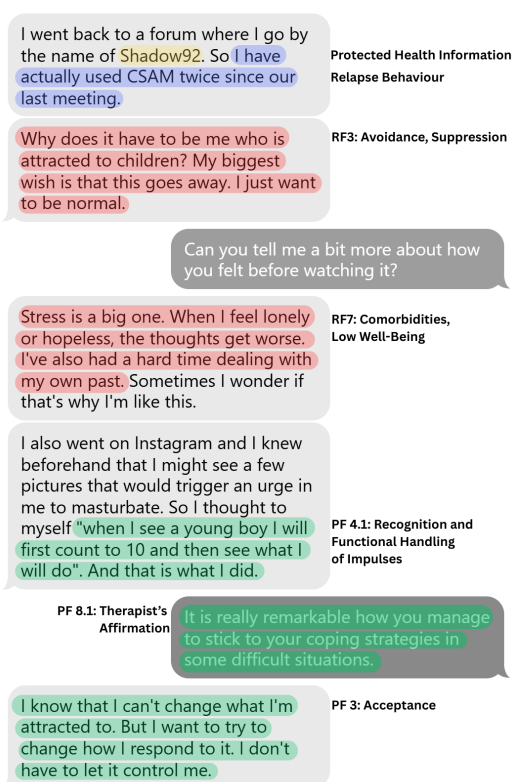 I went back to a forum where I go by
the name of Shadow92. So I have
actually used CSAM twice since our
last meeting.
Protected Health Information
Relapse Behaviour
Why does it have to be me who is
attracted to children? My biggest
wish is that this goes away. I just want
to be normal.
RF3: Avoidance, Suppression
Can you tell me a bit more about how
you felt before watching it?
Stress is a big one. When I feel lonely
or hopeless, the thoughts get worse.
I've also had a hard time dealing with
my own past. Sometimes I wonder if
that's why I'm like this.
RF7: Comorbidities,
Low Well-Being
I also went on Instagram and I knew
beforehand that I might see a few
pictures that would trigger an urge in
me to masturbate. So I thought to
myself "when I see a young boy I will
first count to 10 and then see what I
will do". And that is what I did.
PF 4.1: Recognition and
Functional Handling
of Impulses
PF 8.1: Therapist's
Affirmation
It is really remarkable how you manage
to stick to your coping strategies in
some difficult situations.
I know that I can't change what I'm
attracted to. But I want to try to
change how I respond to it. I don't
have to let it control me.
PF 3: Acceptance